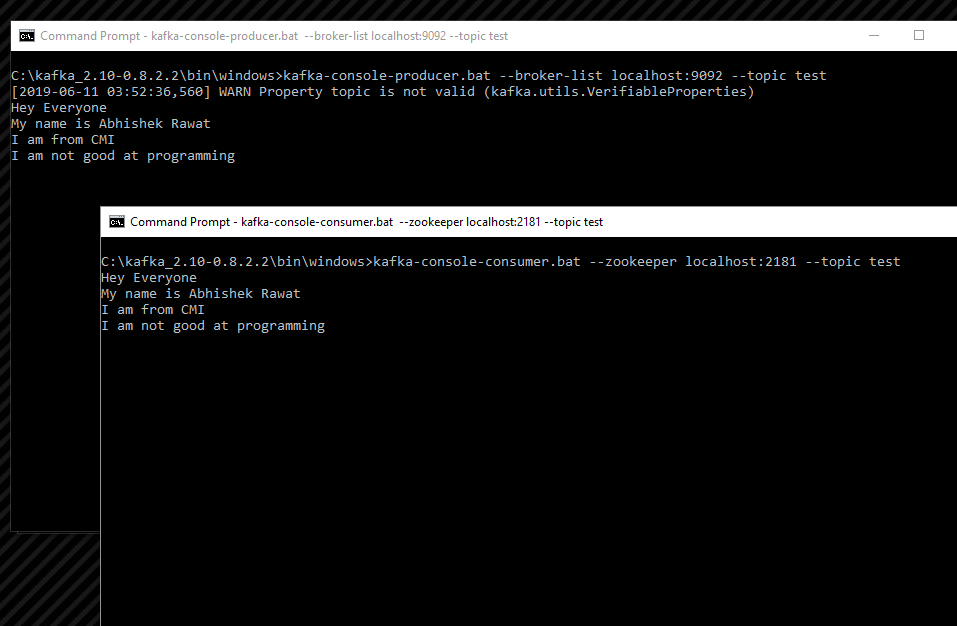 Command Prompt - kafka-console-producer.bat  --broker-list localhost:9092 --topic test
C:\kafka_2.10-0.8.2.2\bin\windows>kafka-console-producer.bat --broker-list localhost:9092 --topic test
[2019-06-11 03:52:36,560] WARN Property topic is not valid (kafka.utils.VerifiableProperties)
Hey Everyone
My name is Abhishek Rawat
I am from CMI
I am not good at programming
Command Prompt - kafka-console-consumer.bat  --zookeeper localhost:2181 --topic test
C:\kafka_2.10-0.8.2.2\bin\windows>kafka-console-consumer.bat --zookeeper localhost:2181 --topic test
Hey Everyone
My name is Abhishek Rawat
I am from CMI
I am not good at programming